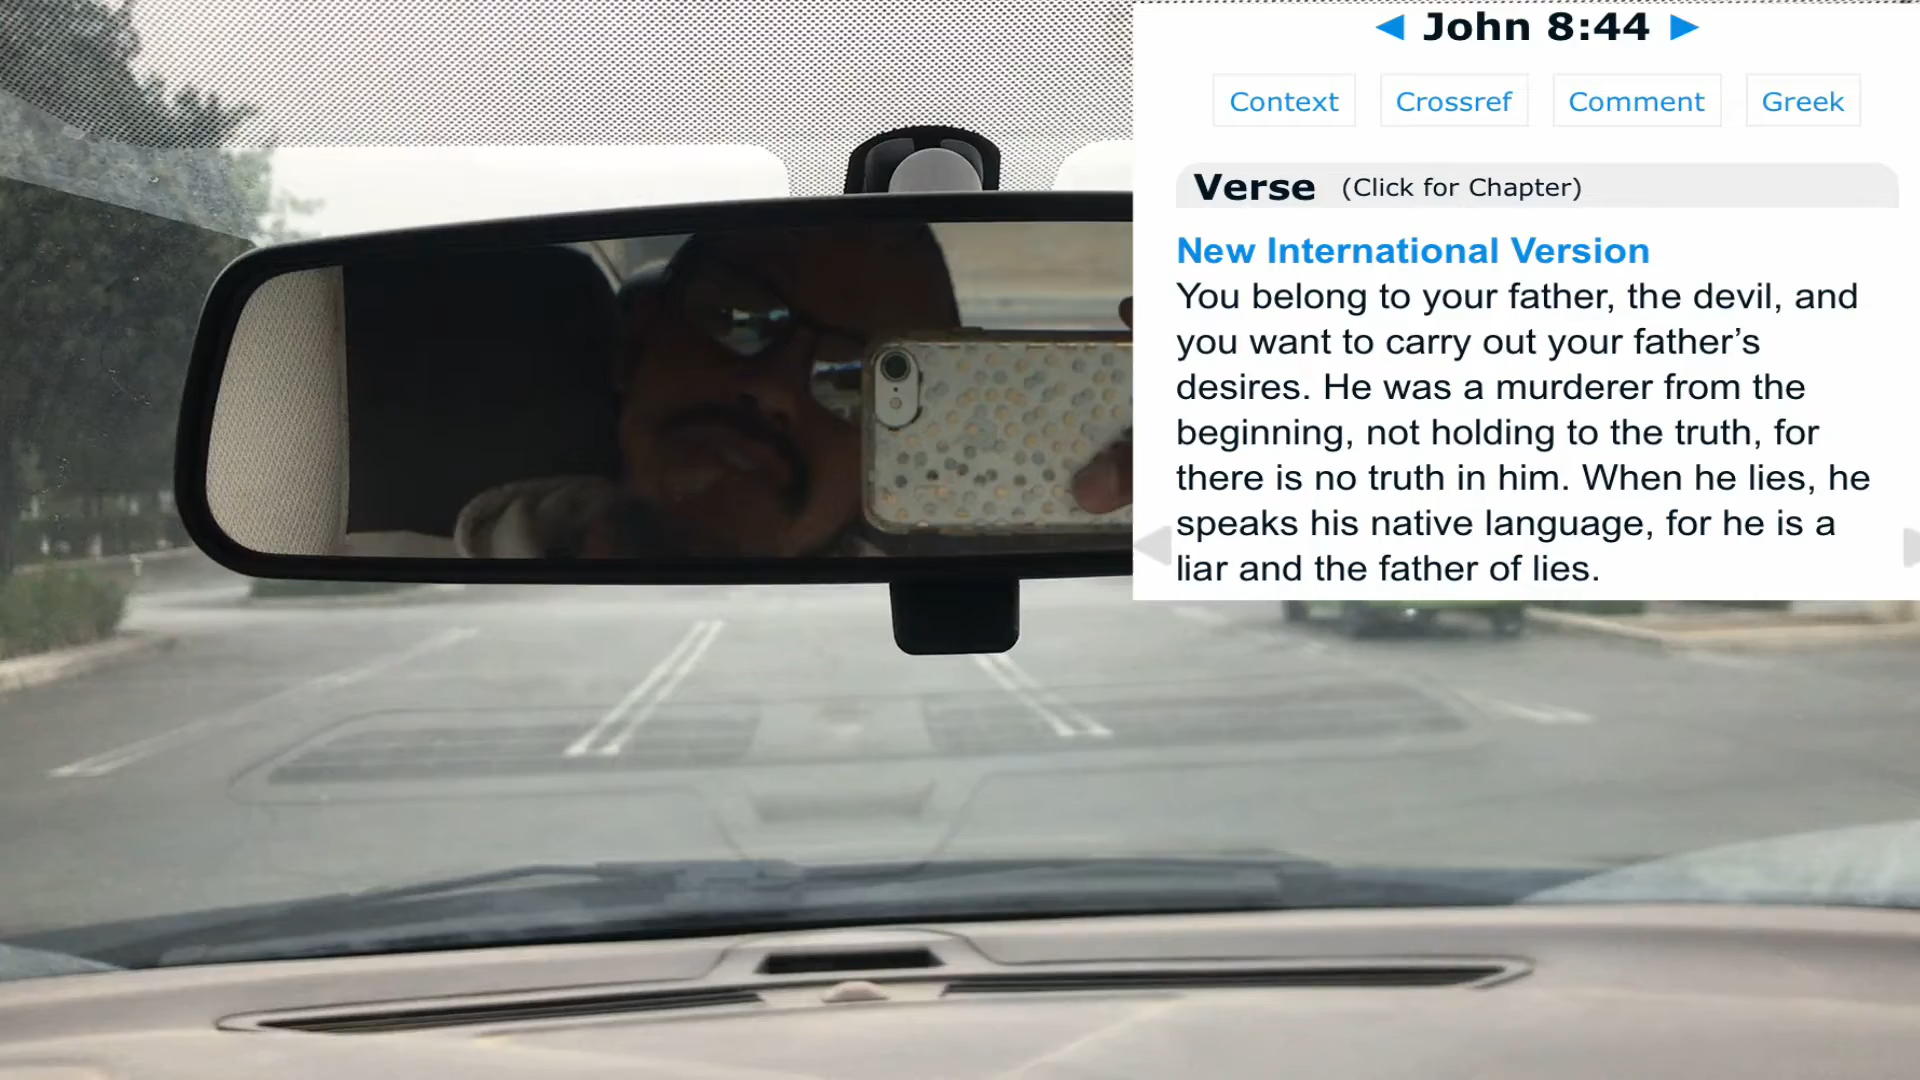 ◀ John 8:44 ▶
Context Crossref Comment Greek
Verse (Click for Chapter)
New International Version
You belong to your father, the devil, and
you want to carry out your father’s
desires. He was a murderer from the
beginning, not holding to the truth, for
there is no truth in him. When he lies, he
speaks his native language, for he is a
liar and the father of lies.